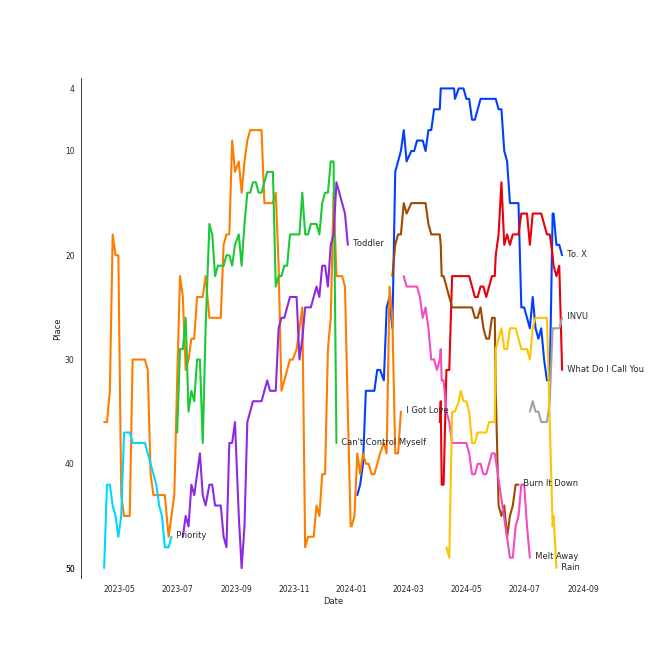 4
10
20
30
40
50
Place
To. X
Toddler
INVU
What Do I Call You
I Got Love
Can't Control Myself
Burn It Down
Priority
Melt Away
Rain
2023-05
2023-07
2023-09
2023-11
2024-01
2024-03
2024-05
2024-07
2024-09
Date